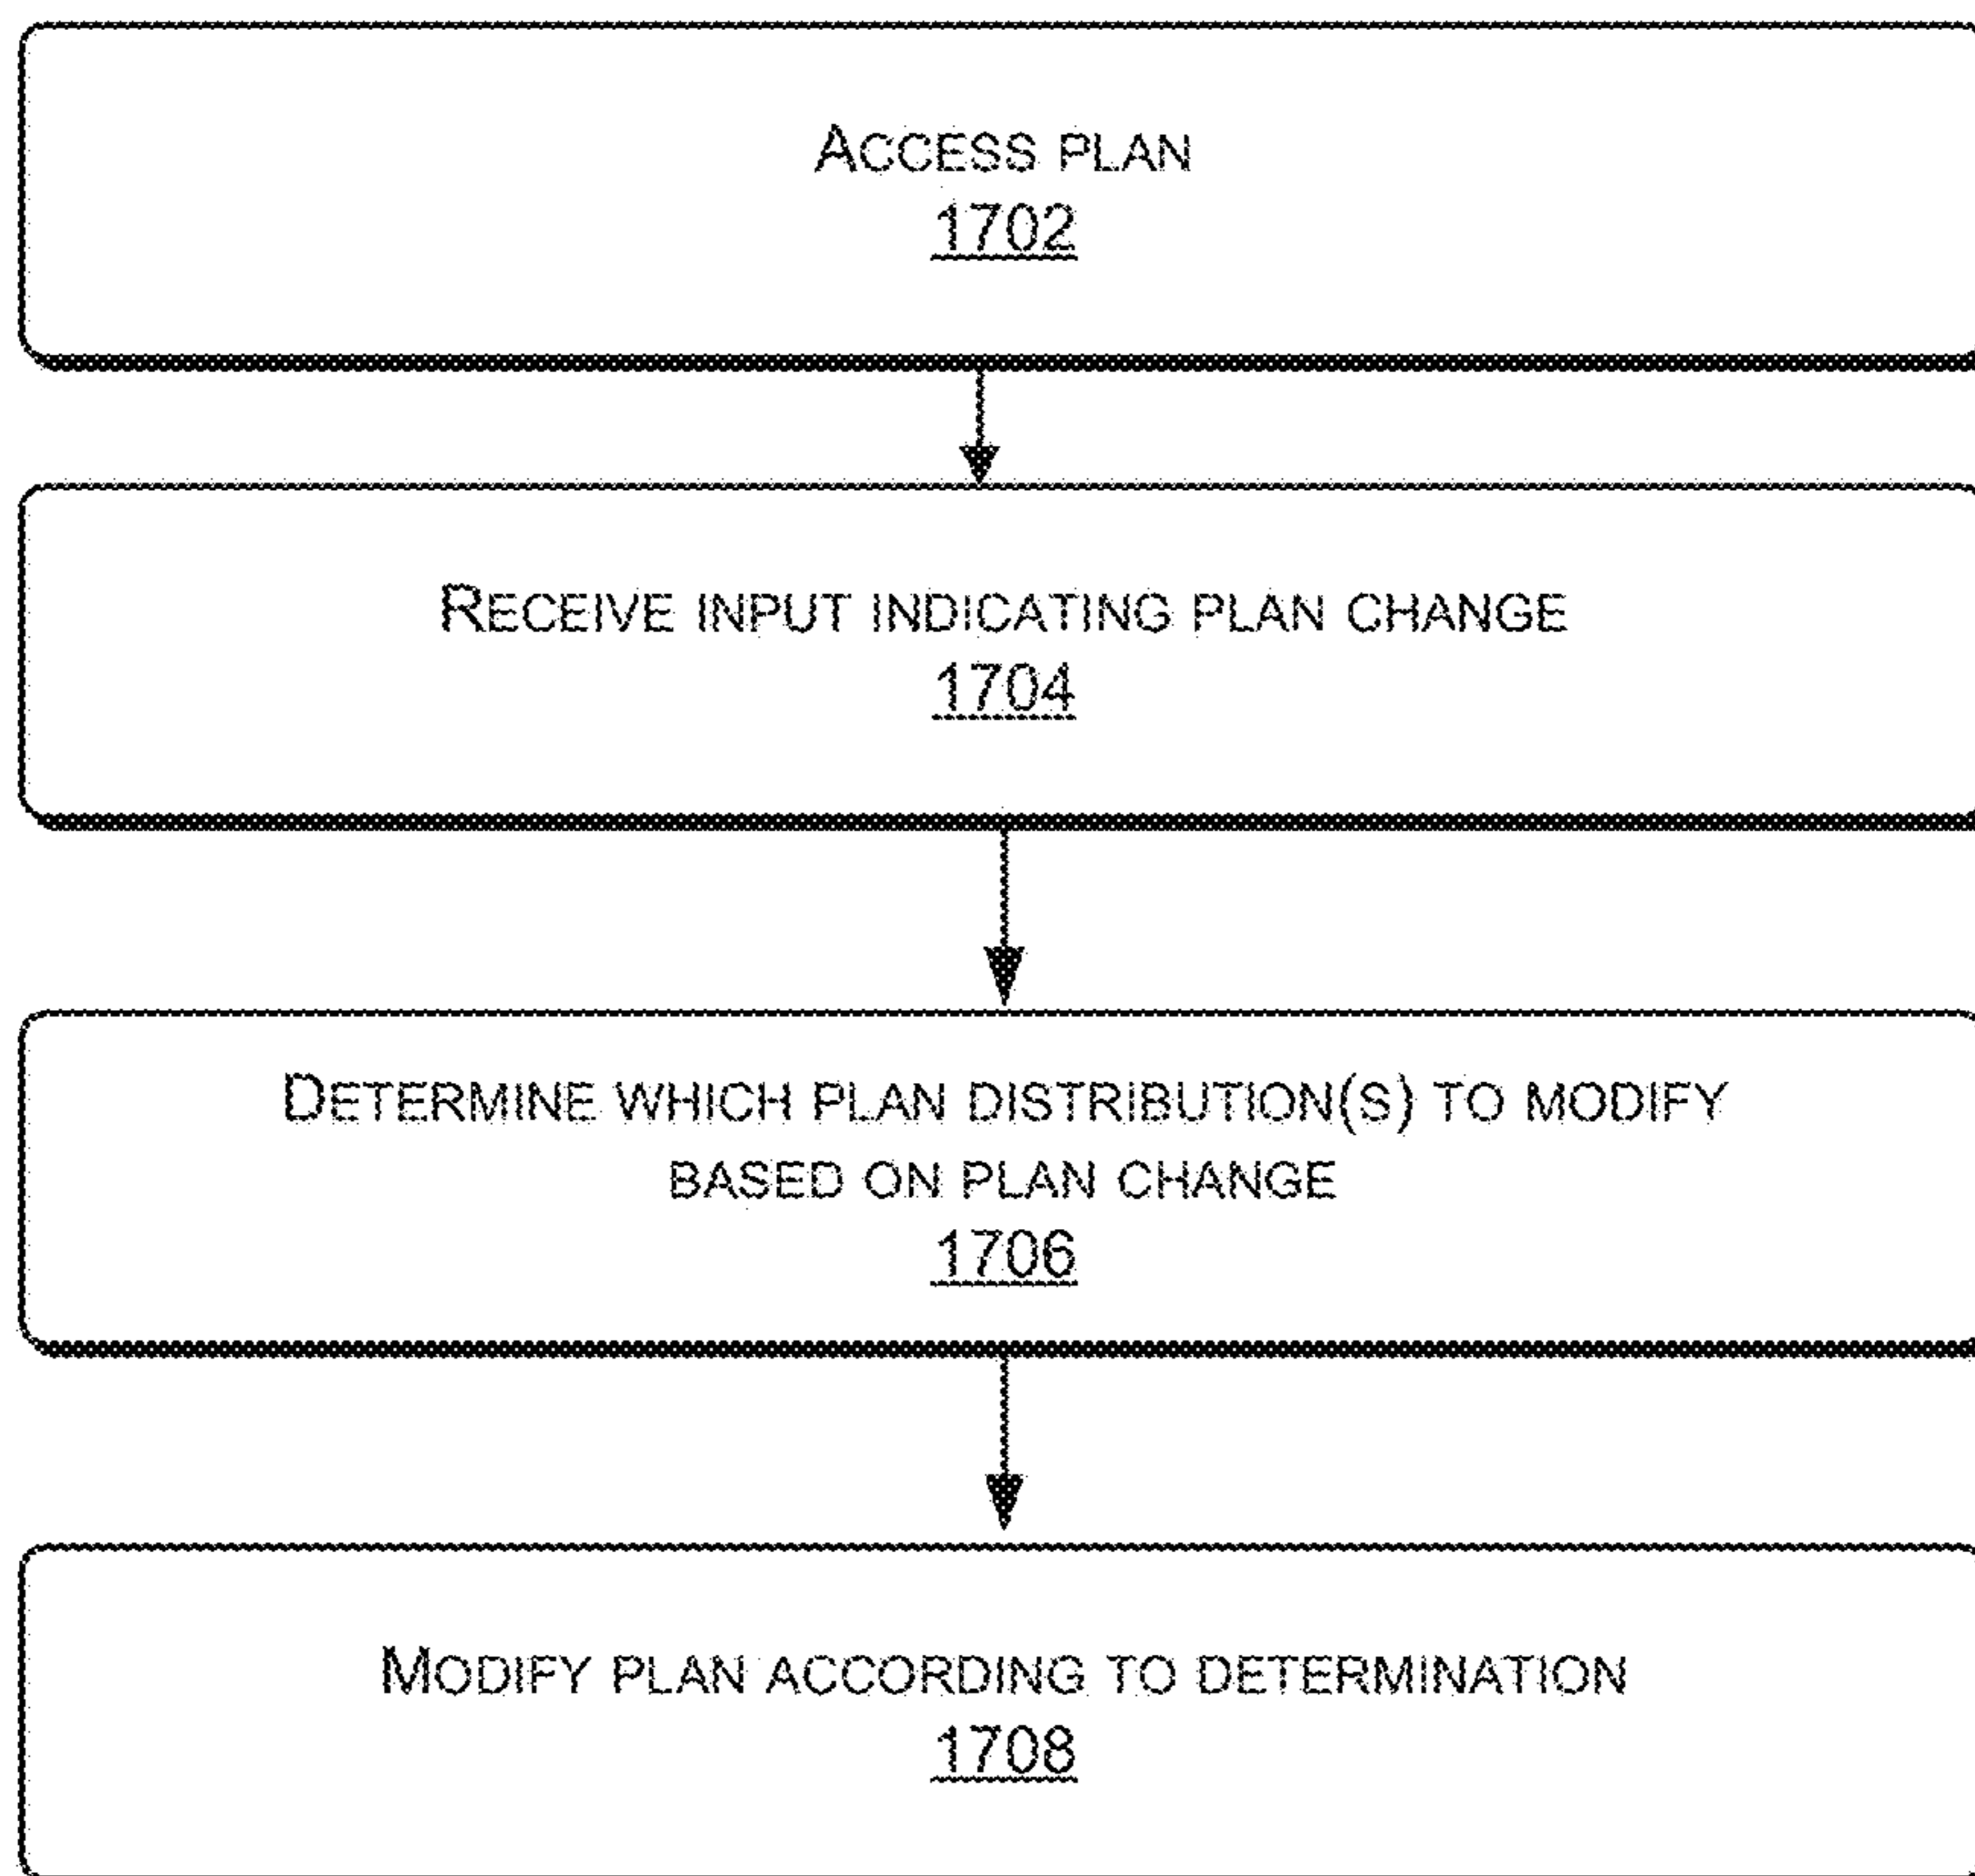 ACCESS PLAN
1702
RECEIVE INPUT INDICATING PLAN CHANGE
1704
DETERMINE WHICH PLAN DISTRIBUTION(S) TO MODIFY
BASED ON PLAN CHANGE
1706
MODIFY PLAN ACCORDING TO DETERMINATION
1708